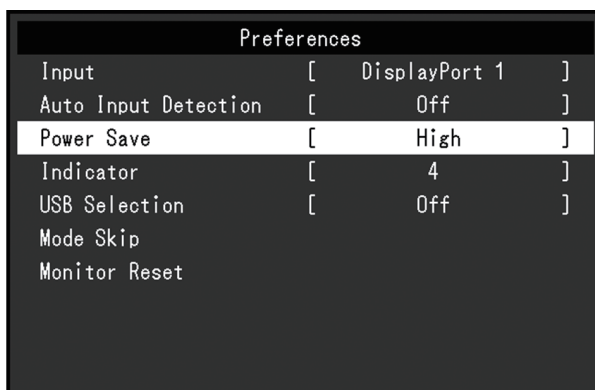 Preferences
Input [ DisplayPort 1 ]
Auto Input Detection [ Off ]
Power Save [ High ]
Indicator [ 4 ]
USB Selection [ Off ]
Mode Skip
Monitor Reset